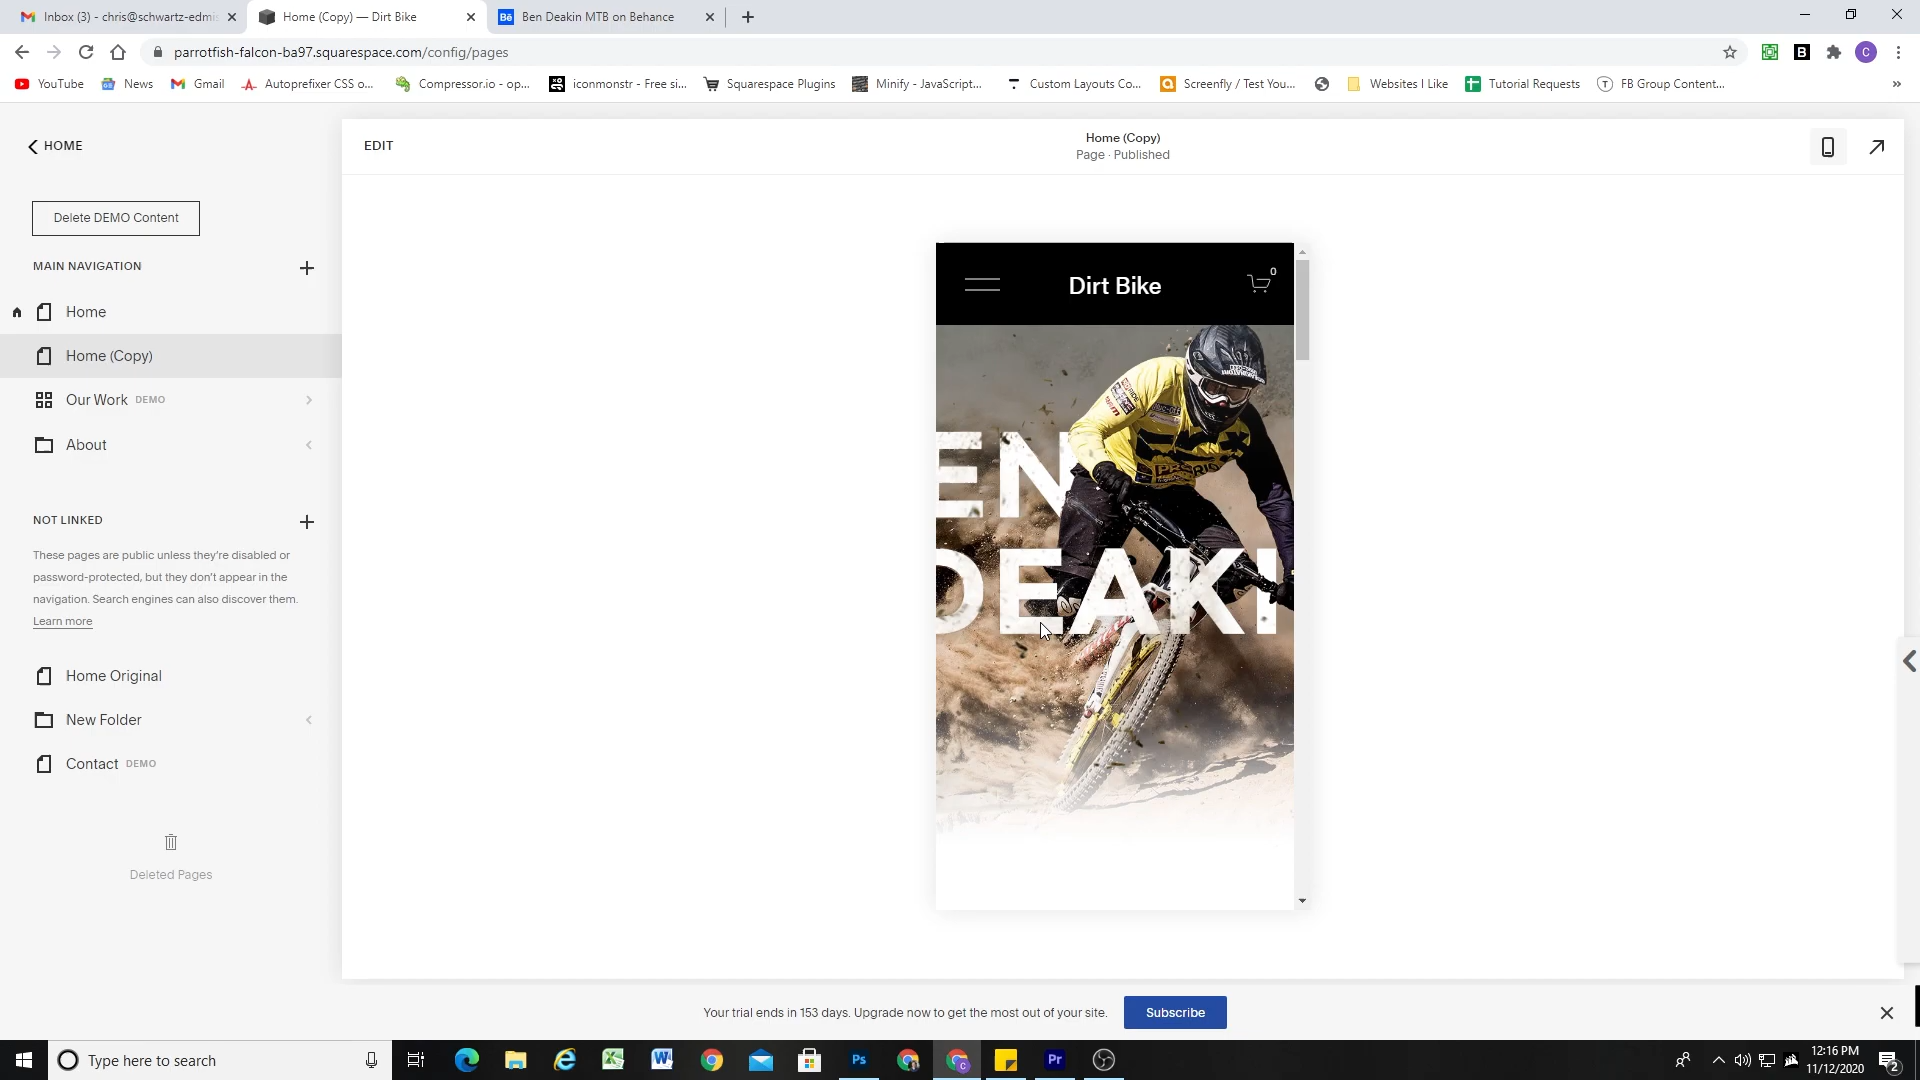 Inbox (3) - chris@schwartz-edmis
Home (Copy) — Dirt Bike
Bē Ben Deakin MTB on Behance
parrotfish-falcon-ba97.squarespace.com/config/pages
B
C
YouTube
News
Gmail
Autoprefixer CSS o...
Compressor.io - op...
iconmonstr - Free si...
Squarespace Plugins
Minify - JavaScript...
Custom Layouts Co...
Screenfly / Test You...
Websites I Like
Tutorial Requests
FB Group Content...
»
HOME
EDIT
Home (Copy)
Page · Published
Delete DEMO Content
MAIN NAVIGATION
Home
Home (Copy)
Our Work DEMO
About
NOT LINKED
These pages are public unless they're disabled or
password-protected, but they don't appear in the
navigation. Search engines can also discover them.
Learn more
Home Original
New Folder
Contact DEMO
Deleted Pages
Dirt Bike
0
EN
DEAKI
Your trial ends in 153 days. Upgrade now to get the most out of your site.
Subscribe
Type here to search
Ps
Pr
12:16 PM
11/12/2020
2